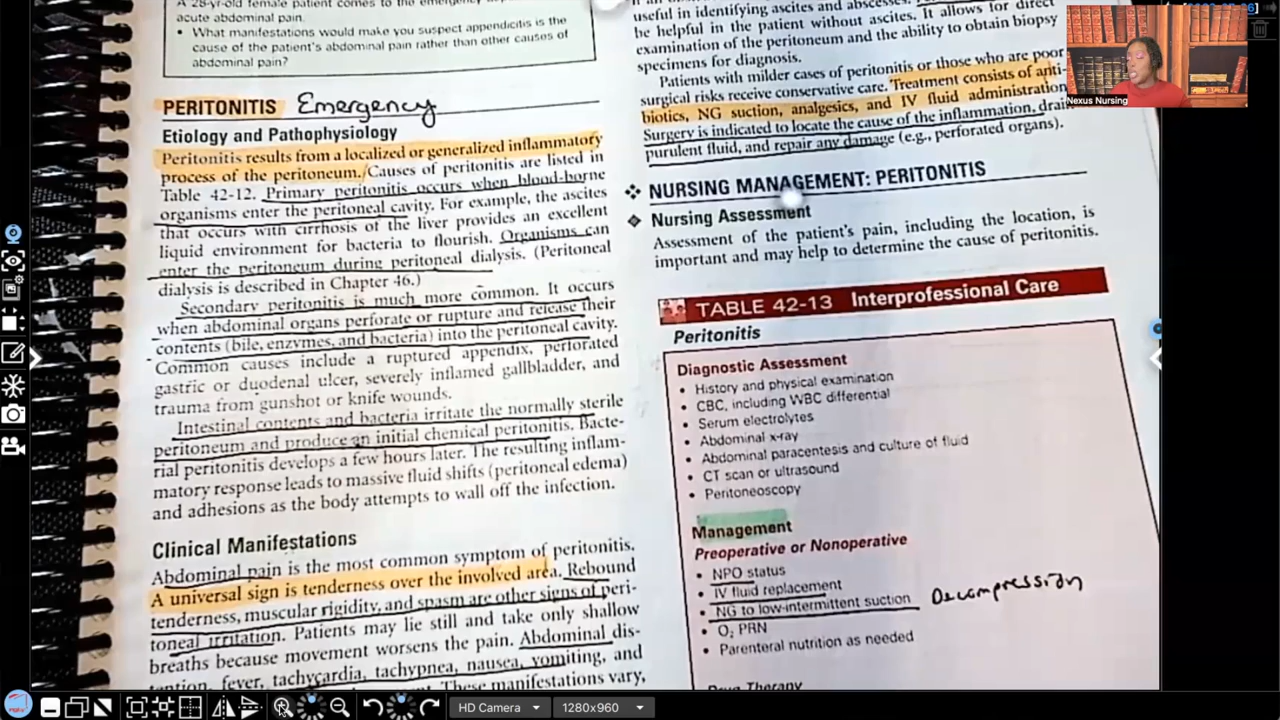 A 28-yr-old female patient comes to the emergency
acute abdominal pain.
• What manifestations would make you suspect appendicitis is the
cause of the patient's abdominal pain rather than other causes of
abdominal pain?
PERITONITIS Emergency
Etiology and Pathophysiology
Peritonitis results from a localized or generalized inflammatory
process of the peritoneum. Causes of peritonitis are listed in
Table 42-12. Primary peritonitis occurs when blood-borne
organisms enter the peritoneal cavity. For example, the ascites
that occurs with cirrhosis of the liver provides an excellent
liquid environment for bacteria to flourish. Organisms can
enter the peritoneum during peritoneal dialysis. (Peritoneal
dialysis is described in Chapter 46.)
Secondary peritonitis is much more common. It occurs
when abdominal organs perforate or rupture and release their
contents (bile, enzymes, and bacteria) into the peritoneal cavity.
Common causes include a ruptured appendix, perforated
gastric or duodenal ulcer, severely inflamed gallbladder, and
trauma from gunshot or knife wounds.
Intestinal contents and bacteria irritate the normally sterile
peritoneum and produce an initial chemical peritonitis. Bacte-
rial peritonitis develops a few hours later. The resulting inflam-
matory response leads to massive fluid shifts (peritoneal edema)
and adhesions as the body attempts to wall off the infection.
Clinical Manifestations
Abdominal pain is the most common symptom of peritonitis.
A universal sign is tenderness over the involved area. Rebound
tenderness, muscular rigidity, and spasm are other signs of peri-
toneal irritation. Patients may lie still and take only shallow
breaths because movement worsens the pain. Abdominal dis-
tention, fever, tachycardia, tachypnea, nausea, vomiting, and
These manifestations vary,
useful in identifying ascites and abscesses.
be helpful in the patient without ascites. It allows for direct
examination of the peritoneum and the ability to obtain biopsy
specimens for diagnosis.
Patients with milder cases of peritonitis or those who are poor
surgical risks receive conservative care. Treatment consists of anti-
biotics, NG suction, analgesics, and IV fluid administration
Surgery is indicated to locate the cause of the inflammation, drain
purulent fluid, and repair any damage (e.g., perforated organs).
❖ NURSING MANAGEMENT: PERITONITIS
❖ Nursing Assessment
Assessment of the patient's pain, including the location, is
important and may help to determine the cause of peritonitis.
TABLE 42-13 Interprofessional Care
Peritonitis
Diagnostic Assessment
• History and physical examination
• CBC, including WBC differential
• Serum electrolytes
• Abdominal x-ray
• Abdominal paracentesis and culture of fluid
• CT scan or ultrasound
• Peritoneoscopy
Management
Preoperative or Nonoperative
• NPO status
• IV fluid replacement
• NG to low-intermittent suction Decompression
• O₂ PRN
• Parenteral nutrition as needed
Drug Therapy
Nexus Nursing
HD Camera
1280x960